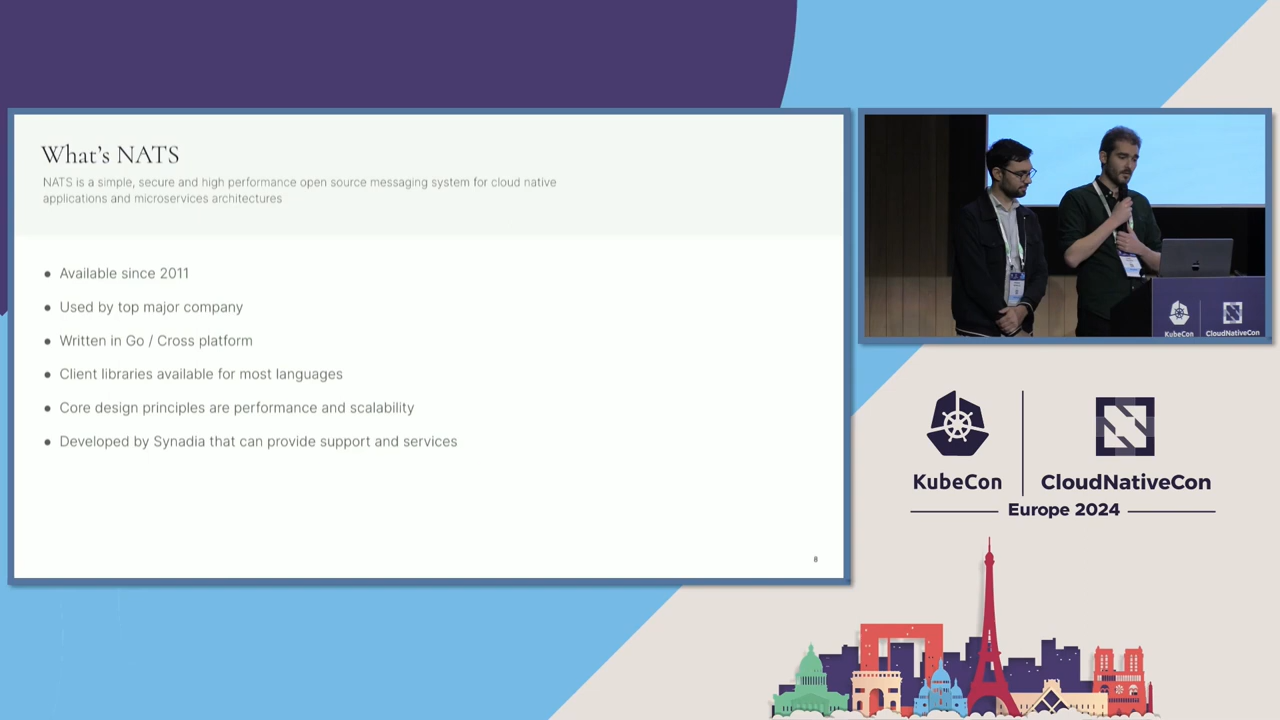 What's NATS
NATS is a simple, secure and high performance open source messaging system for cloud native
applications and microservices architectures
● Available since 2011
● Used by top major company
● Written in Go / Cross platform
● Client libraries available for most languages
● Core design principles are performance and scalability
● Developed by Synadia that can provide support and services
8
KubeCon
CloudNativeCon
KubeCon
CloudNativeCon
Europe 2024